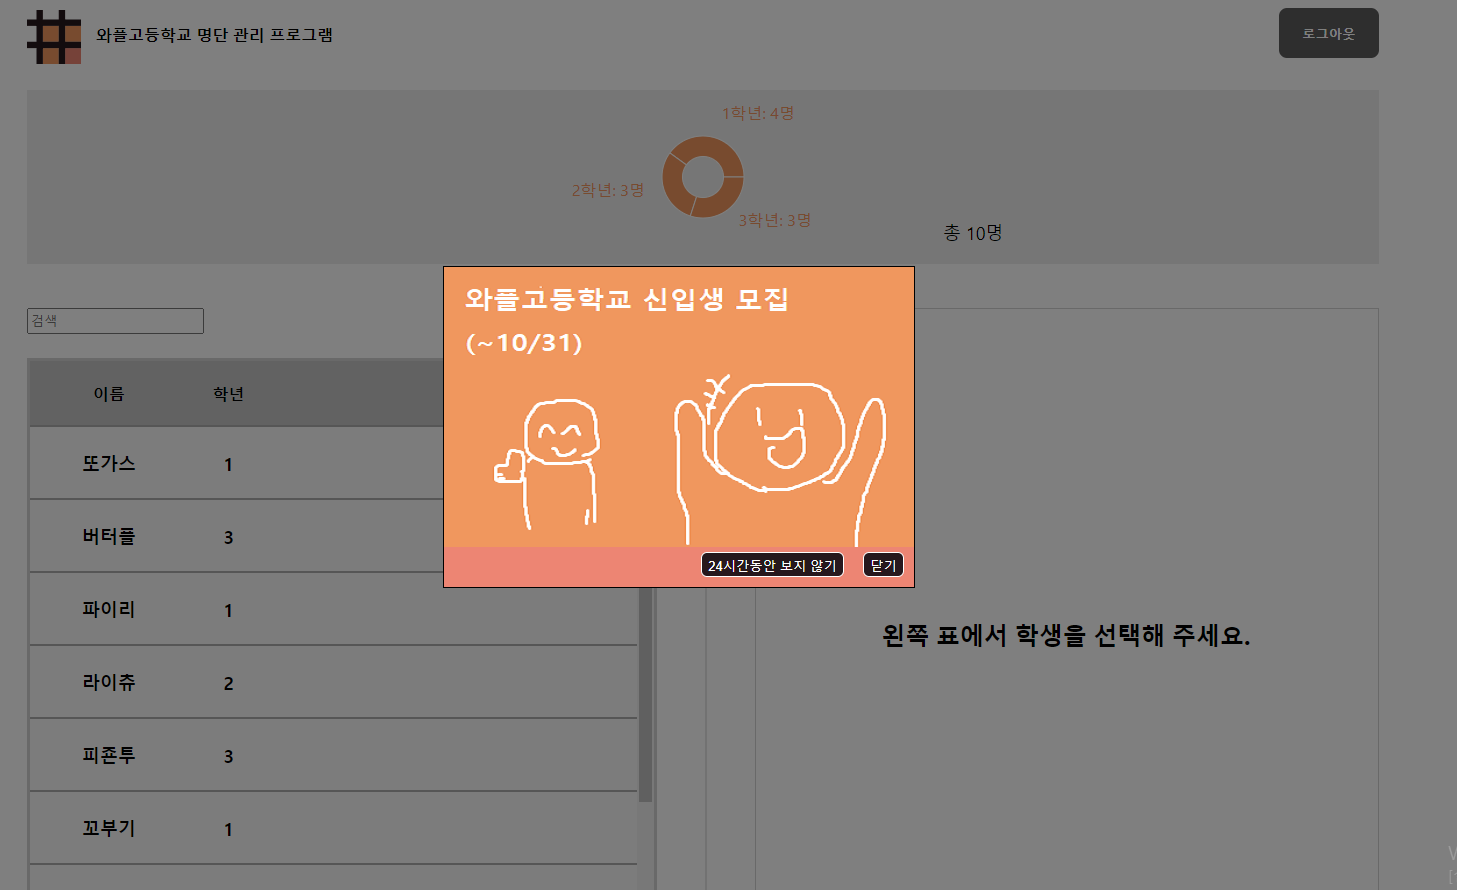 와플고등학교 명단 관리 프로그램
로그아웃
1학년: 4명
2학년: 3명
3학년: 3명
총 10명
와플고등학교 신입생 모집
(~10/31)
검색
이름 학년
또가스 1
버터플 3
24시간동안 보지 않기 닫기
파이리 1
왼쪽 표에서 학생을 선택해 주세요.
라이츄 2
피죤투 3
꼬부기 1